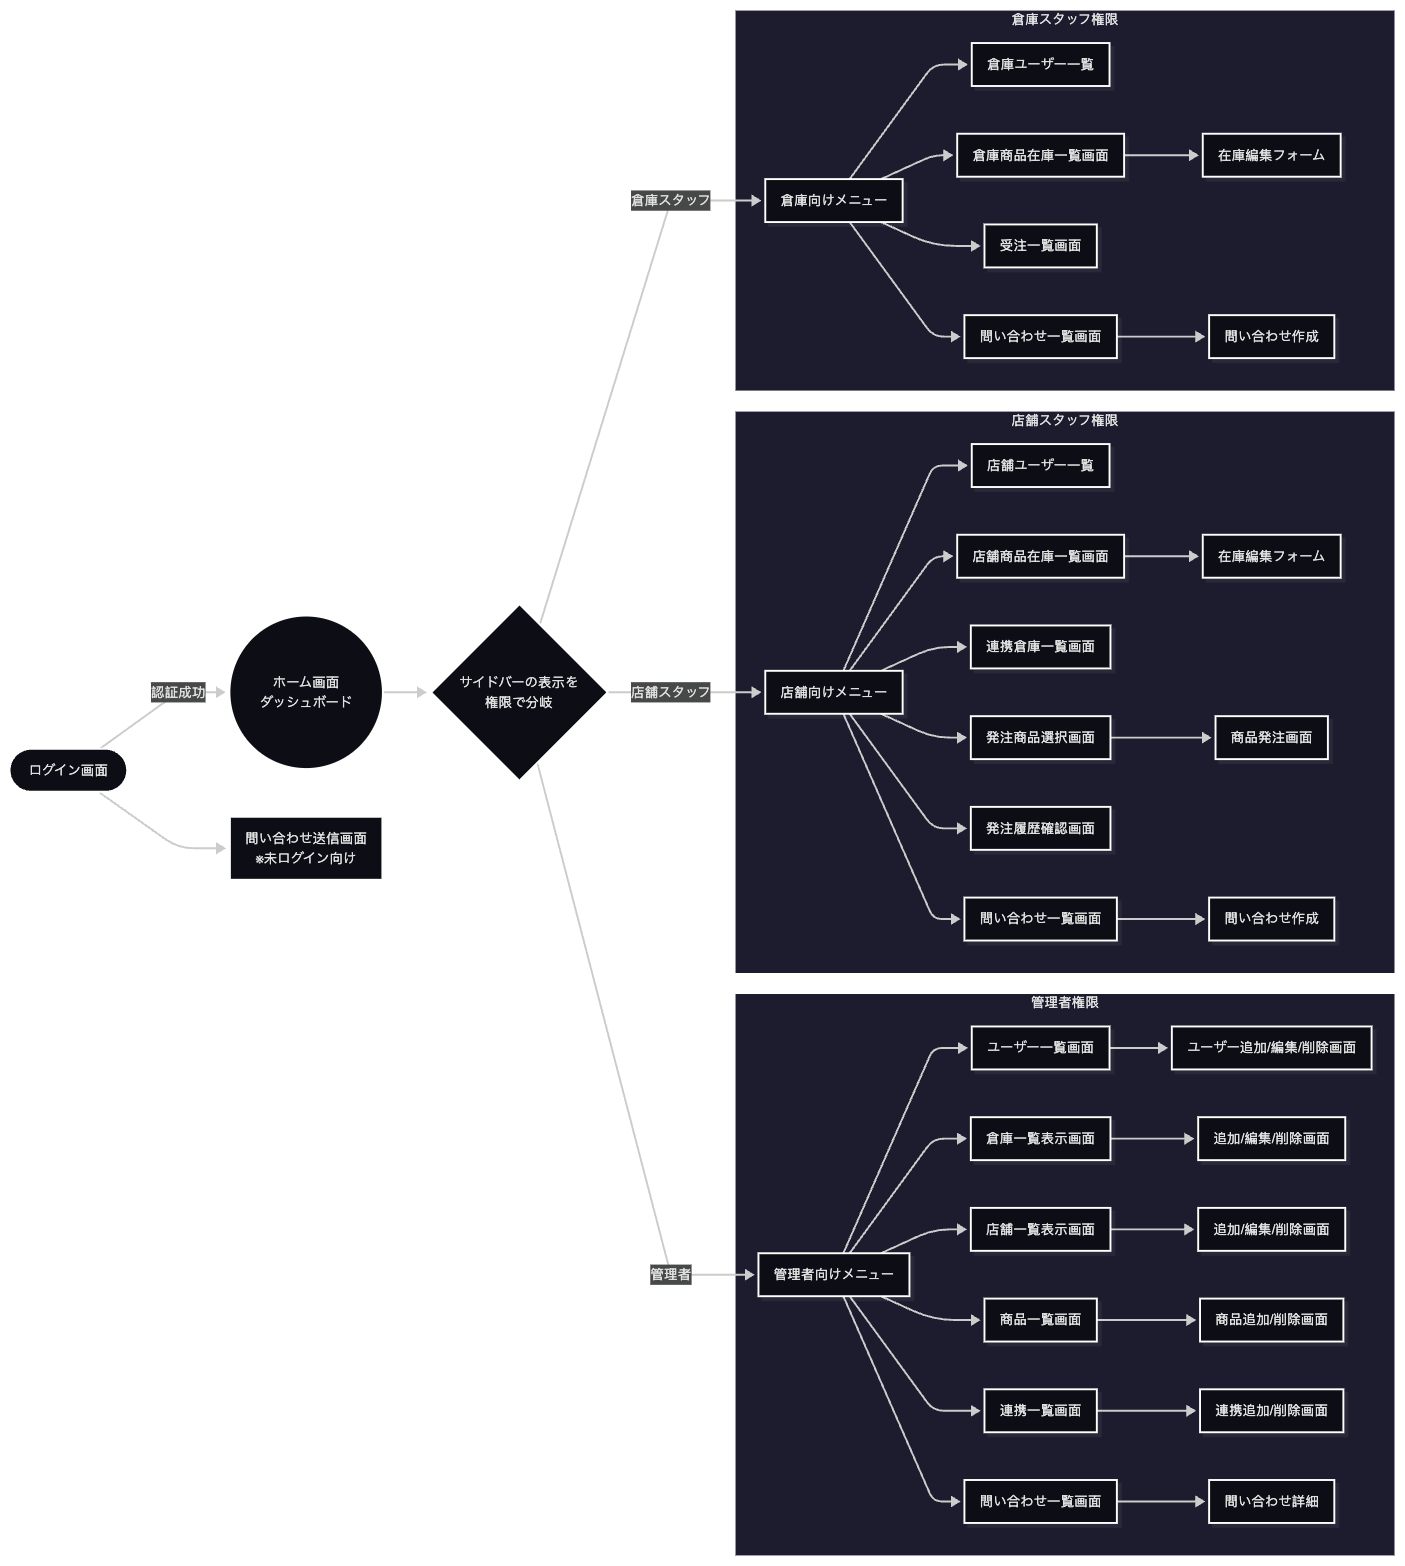 ログイン画面
認証成功
ホーム画面
ダッシュボード
問い合わせ送信画面
※未ログイン向け
サイドバーの表示を
権限で分岐
倉庫スタッフ
店舗スタッフ
管理者
倉庫スタッフ権限
倉庫向けメニュー
倉庫ユーザー一覧
倉庫商品在庫一覧画面
在庫編集フォーム
受注一覧画面
問い合わせ一覧画面
問い合わせ作成
店舗スタッフ権限
店舗向けメニュー
店舗ユーザー一覧
店舗商品在庫一覧画面
在庫編集フォーム
連携倉庫一覧画面
発注商品選択画面
商品発注画面
発注履歴確認画面
問い合わせ一覧画面
問い合わせ作成
管理者権限
管理者向けメニュー
ユーザー一覧画面
ユーザー追加/編集/削除画面
倉庫一覧表示画面
追加/編集/削除画面
店舗一覧表示画面
追加/編集/削除画面
商品一覧画面
商品追加/削除画面
連携一覧画面
連携追加/削除画面
問い合わせ一覧画面
問い合わせ詳細